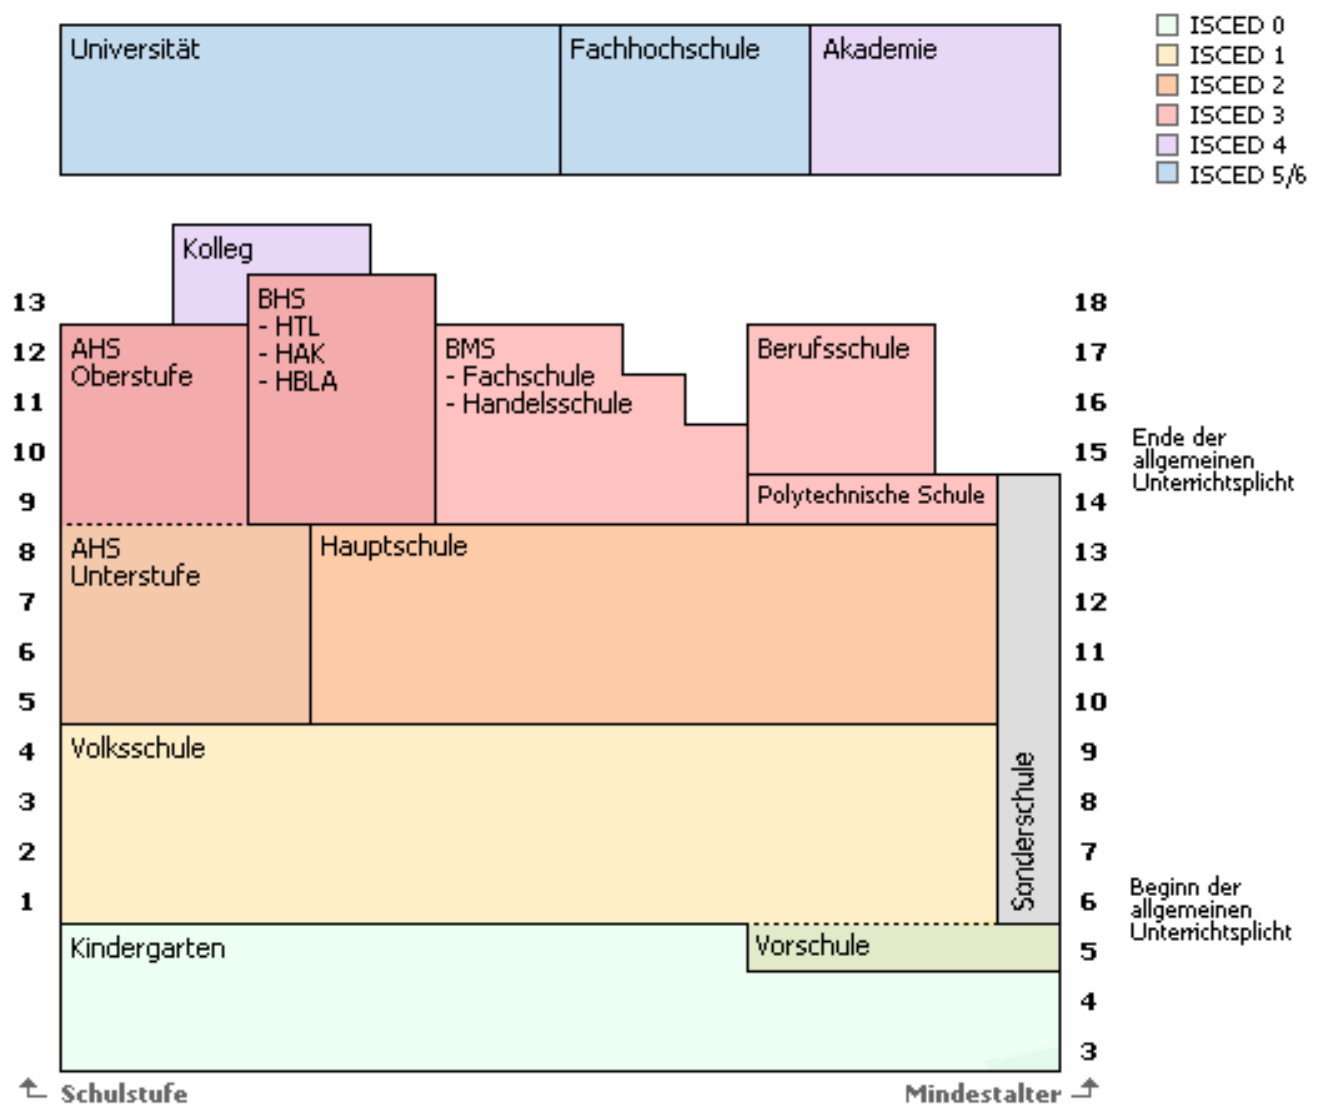 Universität
Fachhochschule
Akademie
ISCED 0
ISCED 1
ISCED 2
ISCED 3
ISCED 4
ISCED 5/6
Kolleg
13
BHS
- HTL
- HAK
- HBLA
18
12
AHS
Oberstufe
BMS
- Fachschule
- Handelsschule
Berufsschule
17
11
16
10
15
Ende der
allgemeinen
Unterrichtsplicht
9
Polytechnische Schule
14
8
AHS
Unterstufe
Hauptschule
13
7
12
6
11
5
10
4
Volksschule
9
3
8
2
7
1
Sonderschule
6
Beginn der
allgemeinen
Unterrichtsplicht
Kindergarten
Vorschule
5
4
3
Schulstufe
Mindestalter